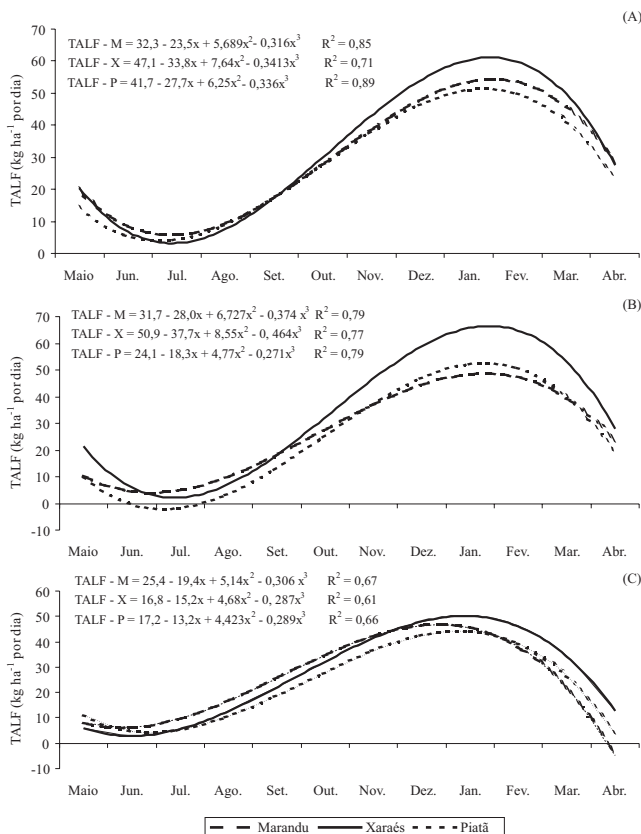 (A)
TALF - M = 32,3 - 23,5x + 5,689x² - 0,316x³ R² = 0,85
TALF - X = 47,1 - 33,8x + 7,64x² - 0,3413x³ R² = 0,71
TALF - P = 41,7 - 27,7x + 6,25x² - 0,336x³ R² = 0,89
TALF (kg ha⁻¹ por dia)
70
60
50
40
30
20
10
0
Maio Jun. Jul. Ago. Set. Out. Nov. Dez. Jan. Fev. Mar. Abr.
(B)
TALF - M = 31,7 - 28,0x + 6,727x² - 0,374 x³ R² = 0,79
TALF - X = 50,9 - 37,7x + 8,55x² - 0, 464x³ R² = 0,77
TALF - P = 24,1 - 18,3x + 4,77x² - 0,271x³ R² = 0,79
TALF (kg ha⁻¹ por dia)
70
60
50
40
30
20
10
0
-10
Maio Jun. Jul. Ago. Set. Out. Nov. Dez. Jan. Fev. Mar. Abr.
(C)
TALF - M = 25,4 - 19,4x + 5,14x² - 0,306 x³ R² = 0,67
TALF - X = 16,8 - 15,2x + 4,68x² - 0, 287x³ R² = 0,61
TALF - P = 17,2 - 13,2x + 4,423x² - 0,289x³ R² = 0,66
TALF (kg ha⁻¹ por dia)
70
60
50
40
30
20
10
0
-10
Maio Jun. Jul. Ago. Set. Out. Nov. Dez. Jan. Fev. Mar. Abr.
Marandu Xaraés Piatã